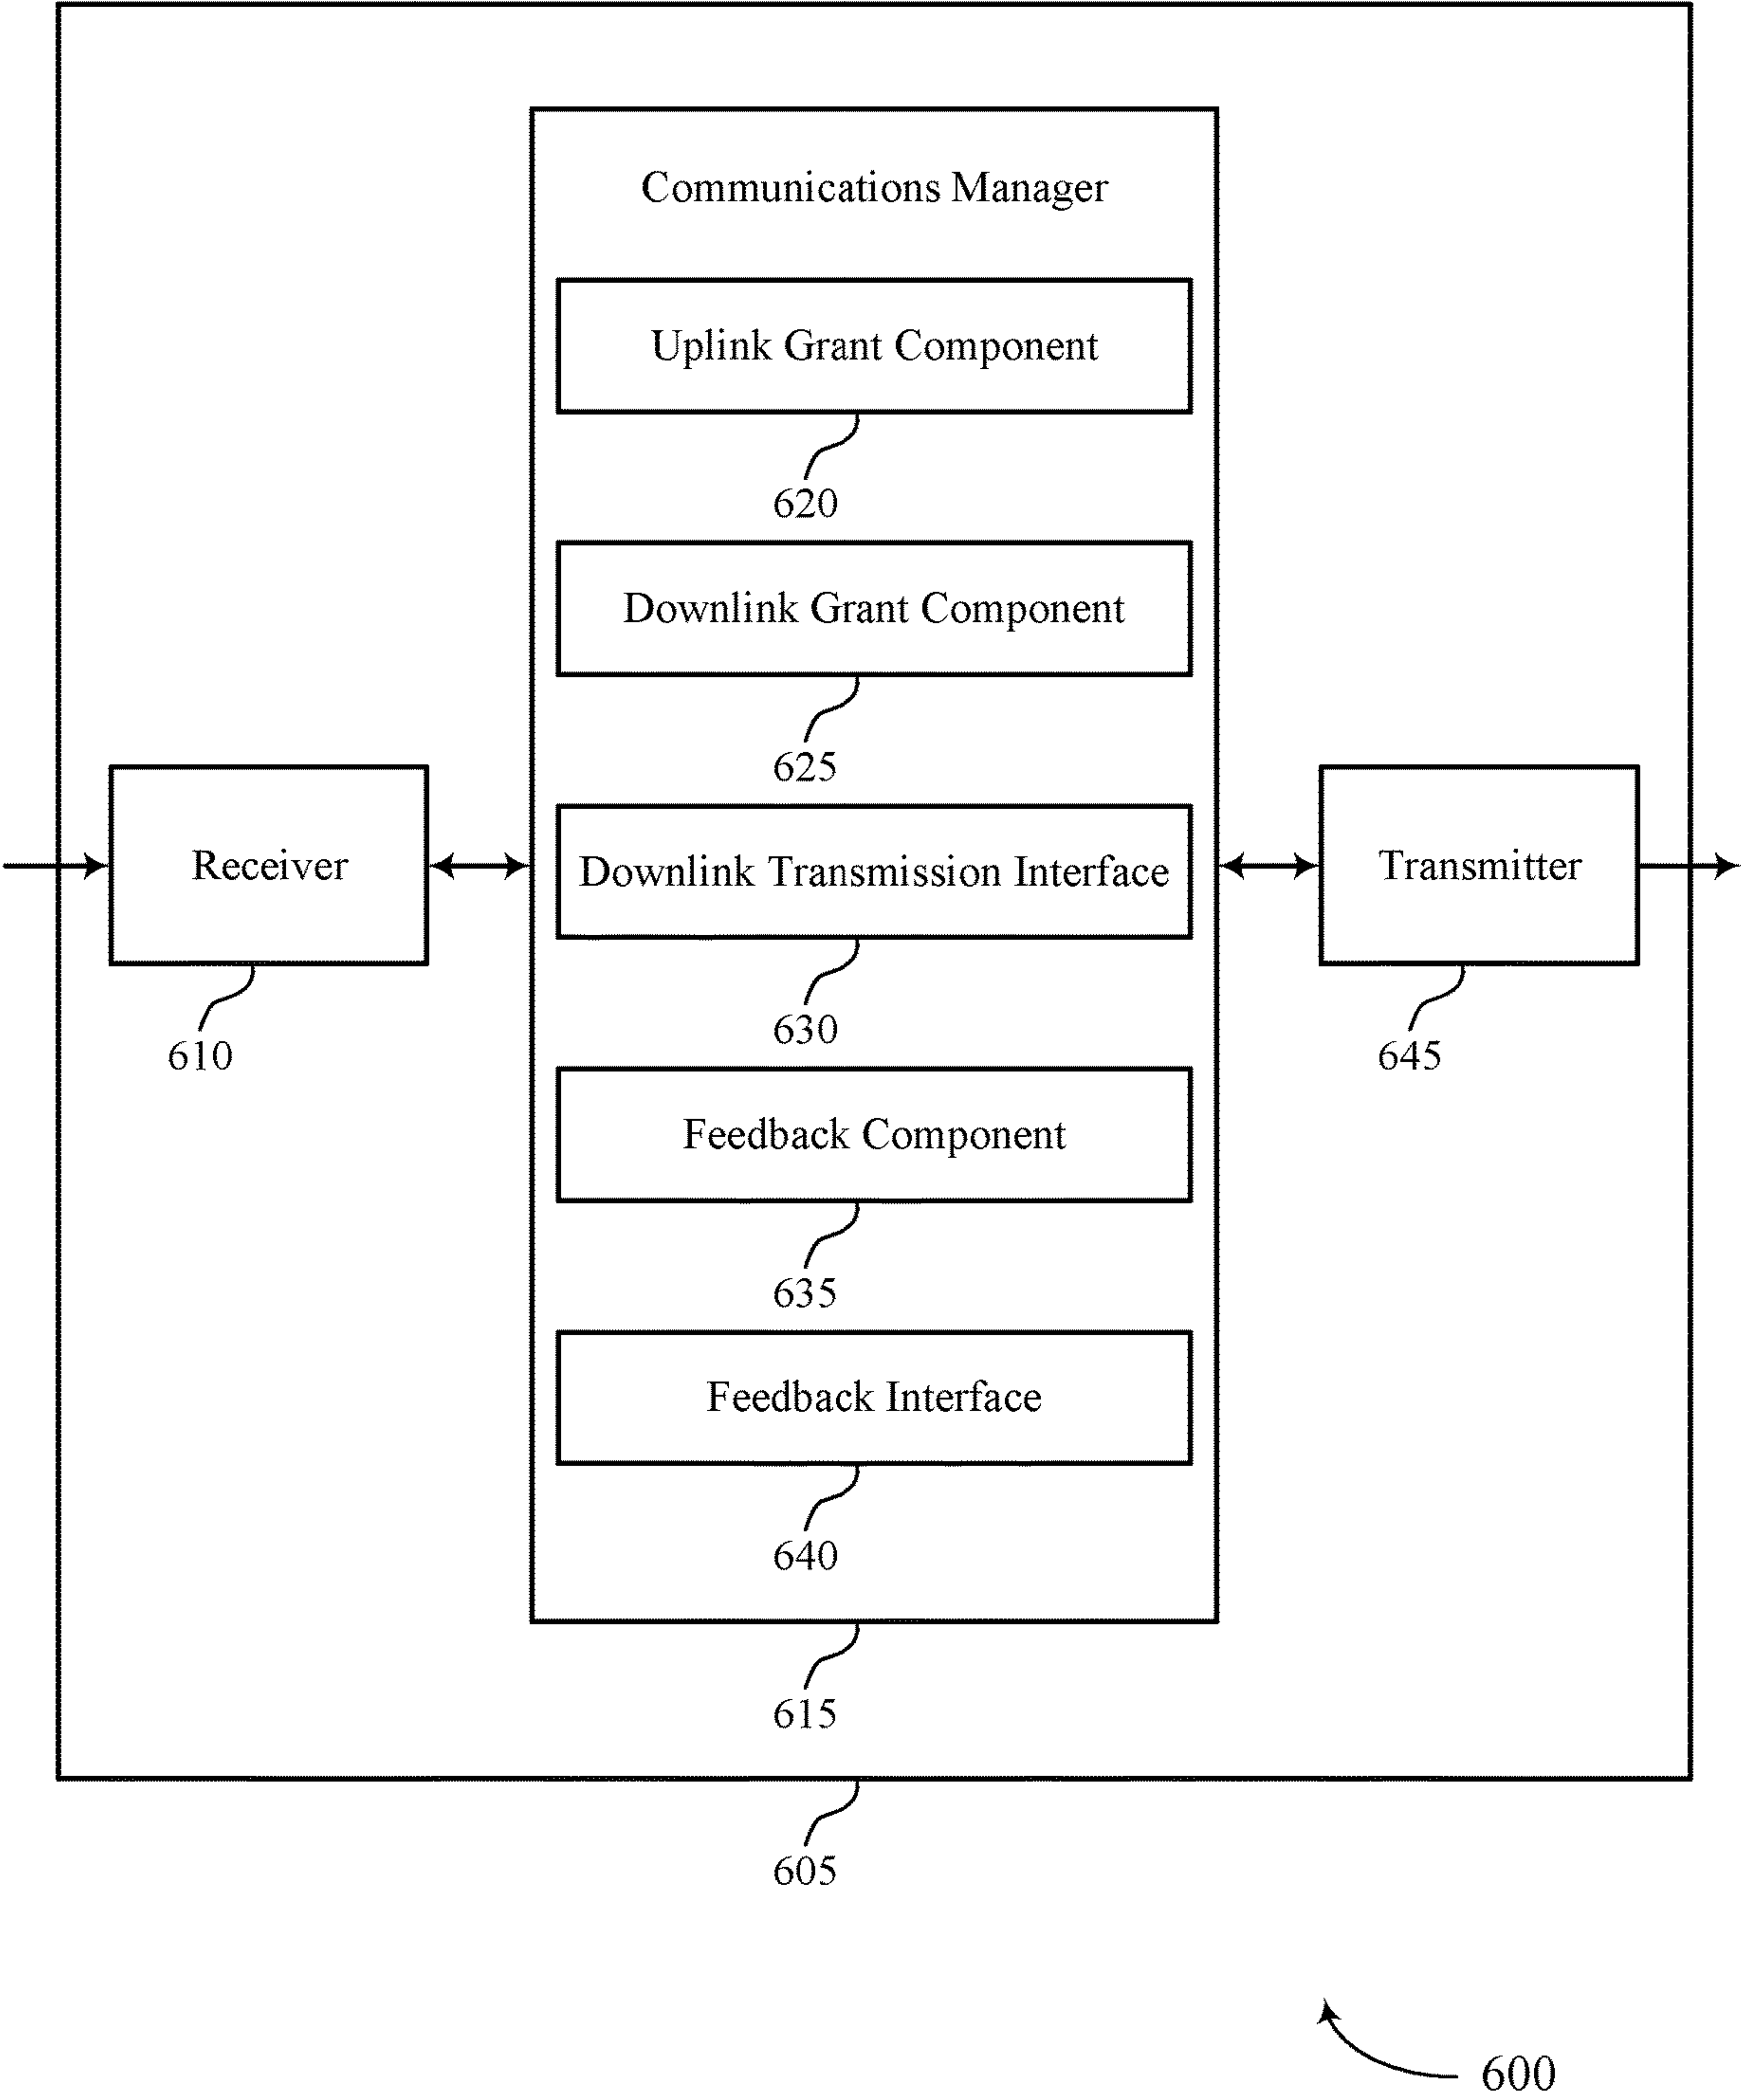 Communications Manager
Uplink Grant Component
620
Downlink Grant Component
625
Receiver
610
Downlink Transmission Interface
630
Transmitter
645
Feedback Component
635
Feedback Interface
640
615
605
600